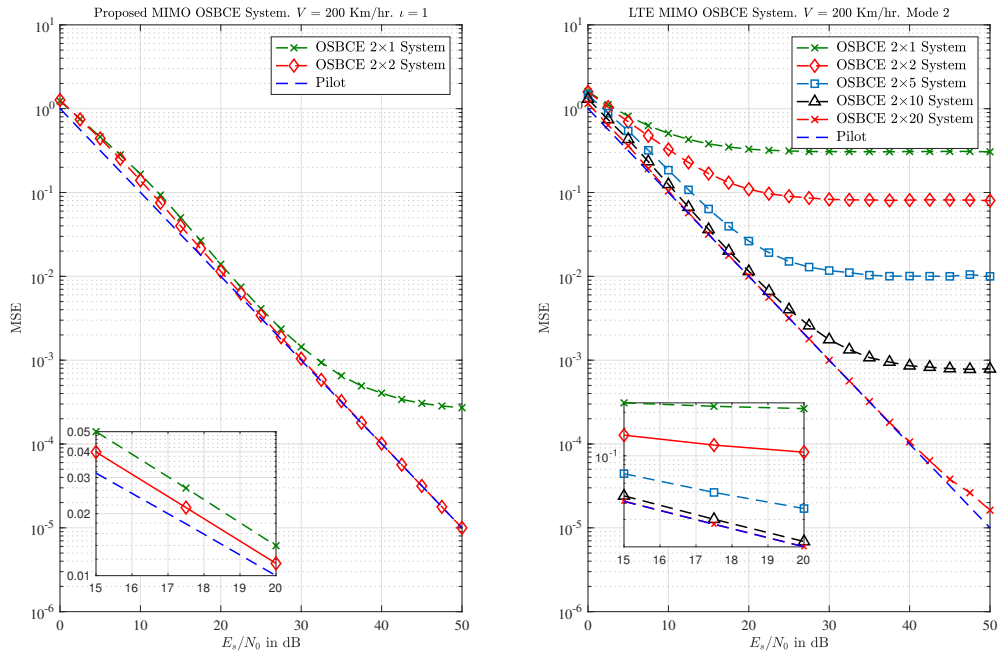 Proposed MIMO OSBCE System. V = 200 Km/hr. ι = 1
OSBCE 2×1 System
OSBCE 2×2 System
Pilot
MSE
10^1
10^0
10^-1
10^-2
10^-3
10^-4
10^-5
10^-6
0 10 20 30 40 50
E_s/N_0 in dB
0.05
0.04
0.03
0.02
0.01
15 16 17 18 19 20
LTE MIMO OSBCE System. V = 200 Km/hr. Mode 2
OSBCE 2×1 System
OSBCE 2×2 System
OSBCE 2×5 System
OSBCE 2×10 System
OSBCE 2×20 System
Pilot
MSE
10^1
10^0
10^-1
10^-2
10^-3
10^-4
10^-5
10^-6
0 10 20 30 40 50
E_s/N_0 in dB
10^-1
15 16 17 18 19 20